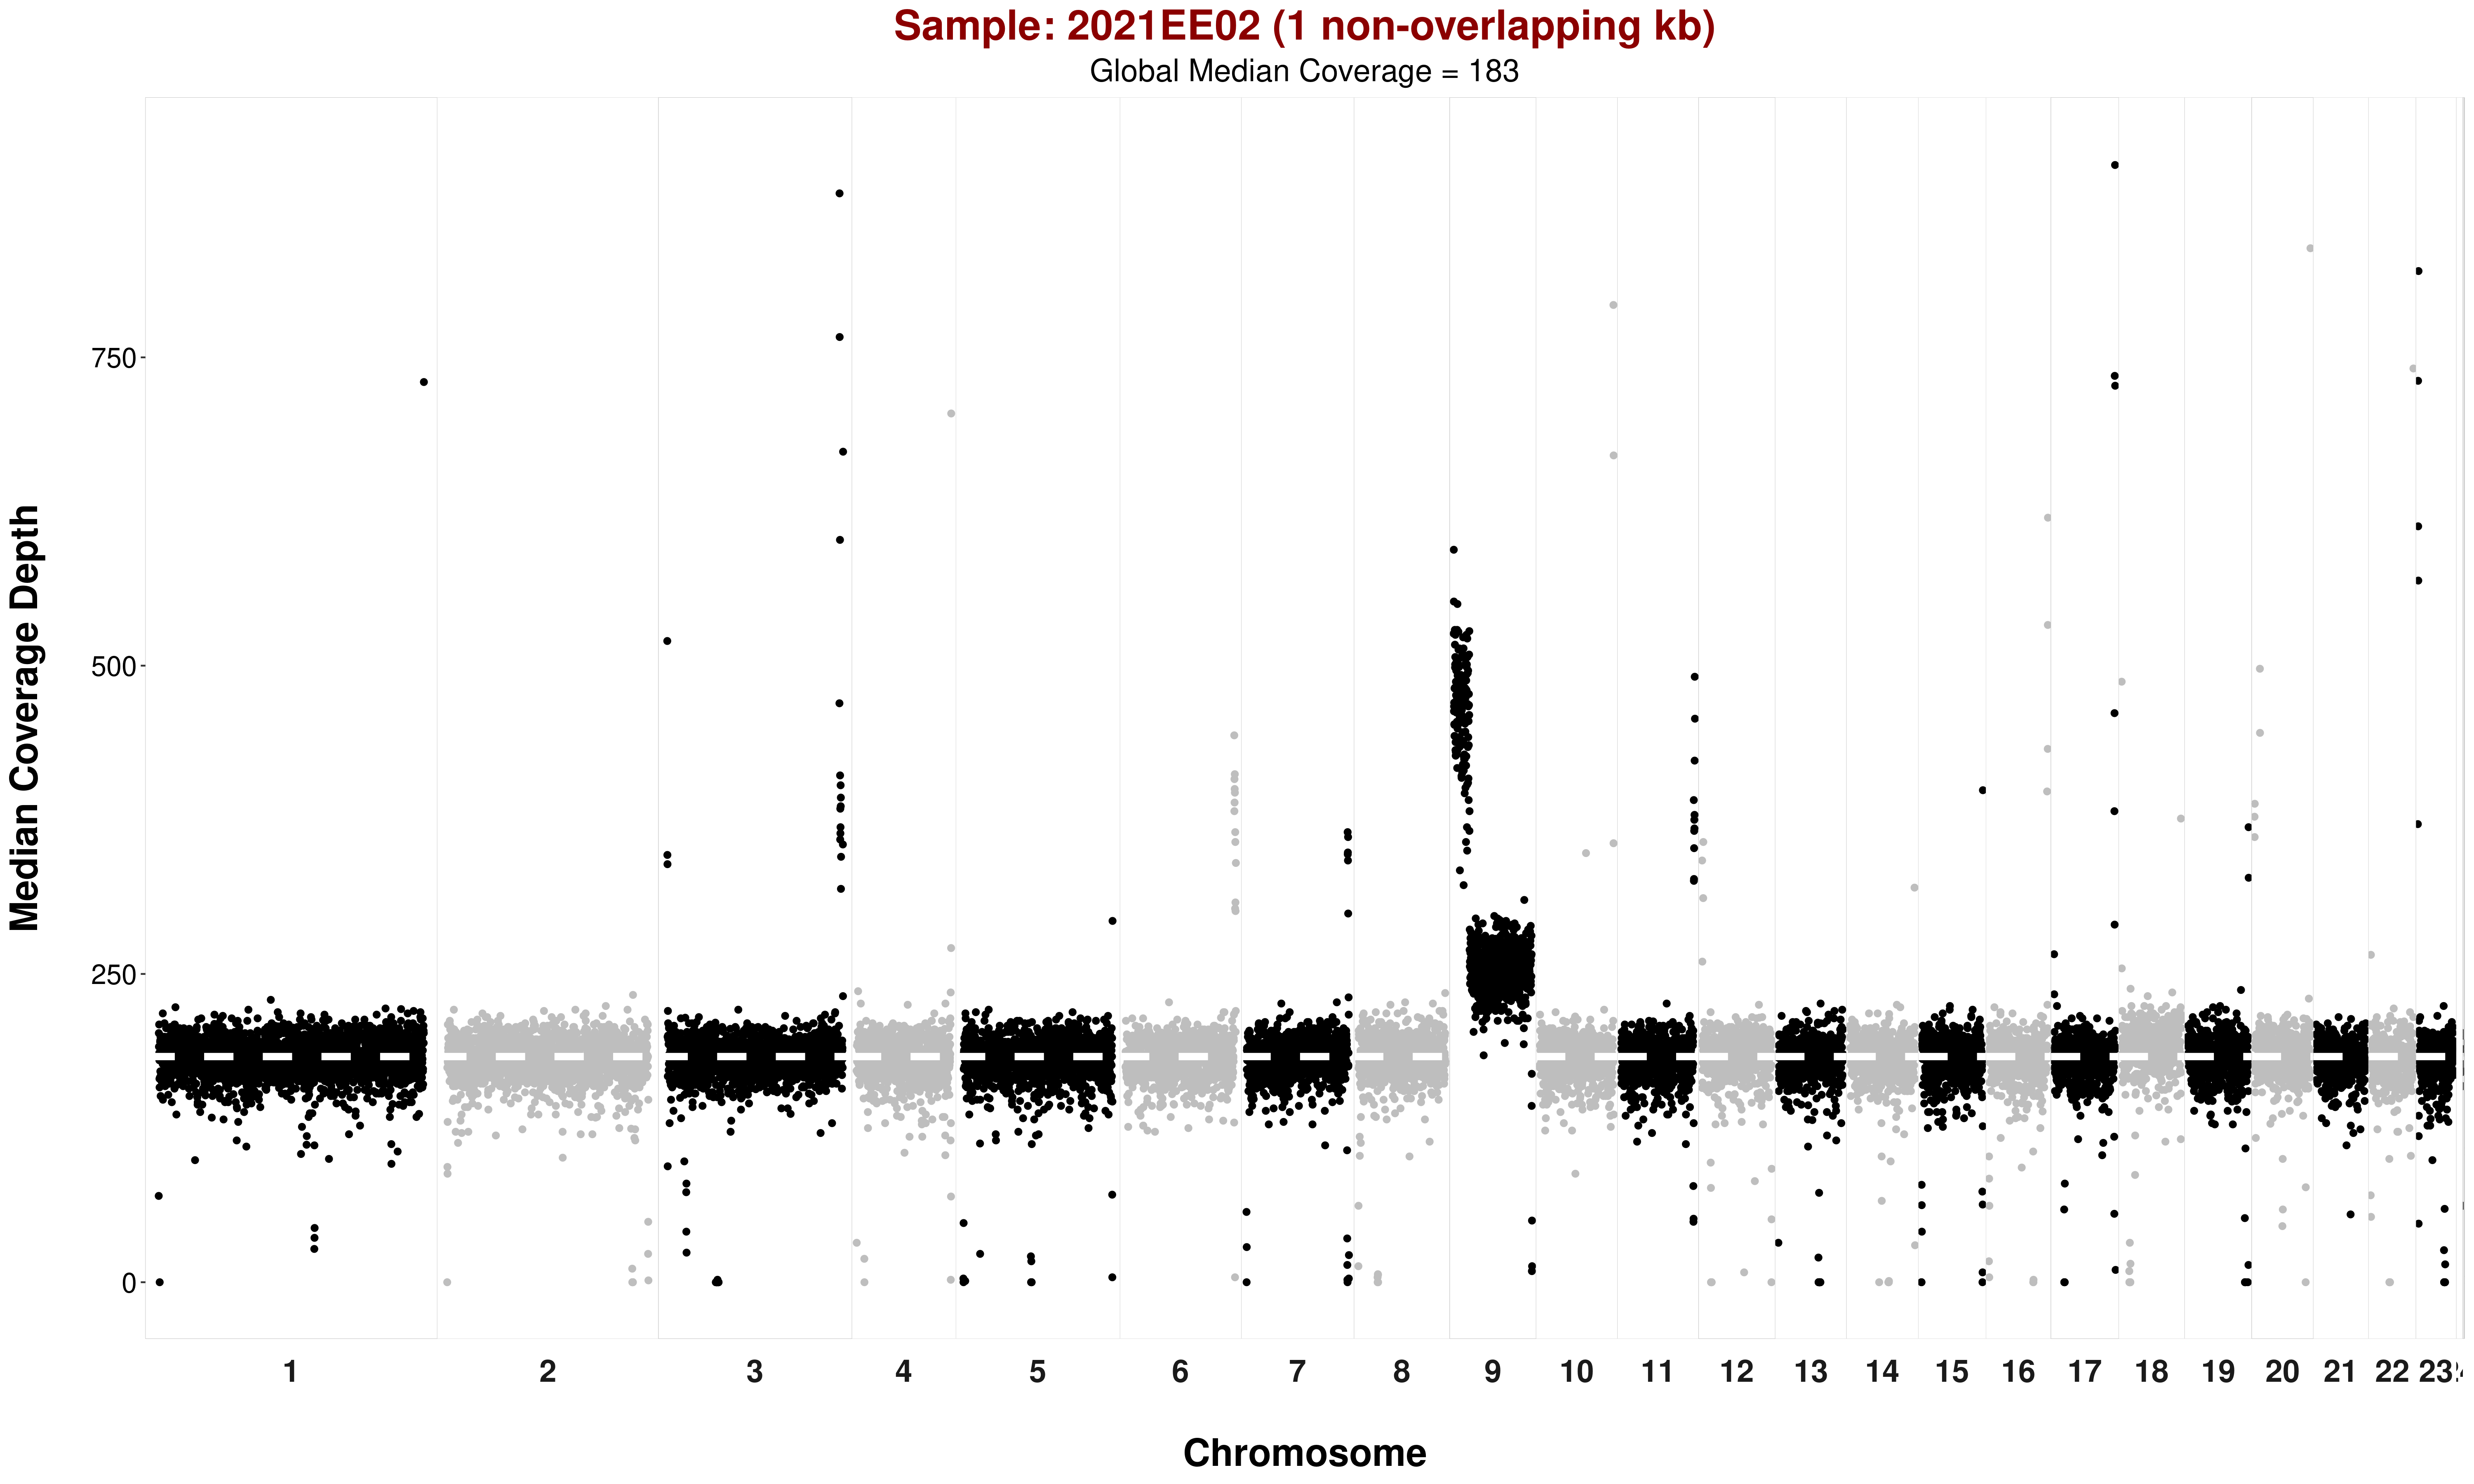 Sample: 2021EE02 (1 non-overlapping kb)
Global Median Coverage = 183
Median Coverage Depth
750
500
250
0
1 2 3 4 5 6 7 8 9 10 11 12 13 14 15 16 17 18 19 20 21 22 23
Chromosome